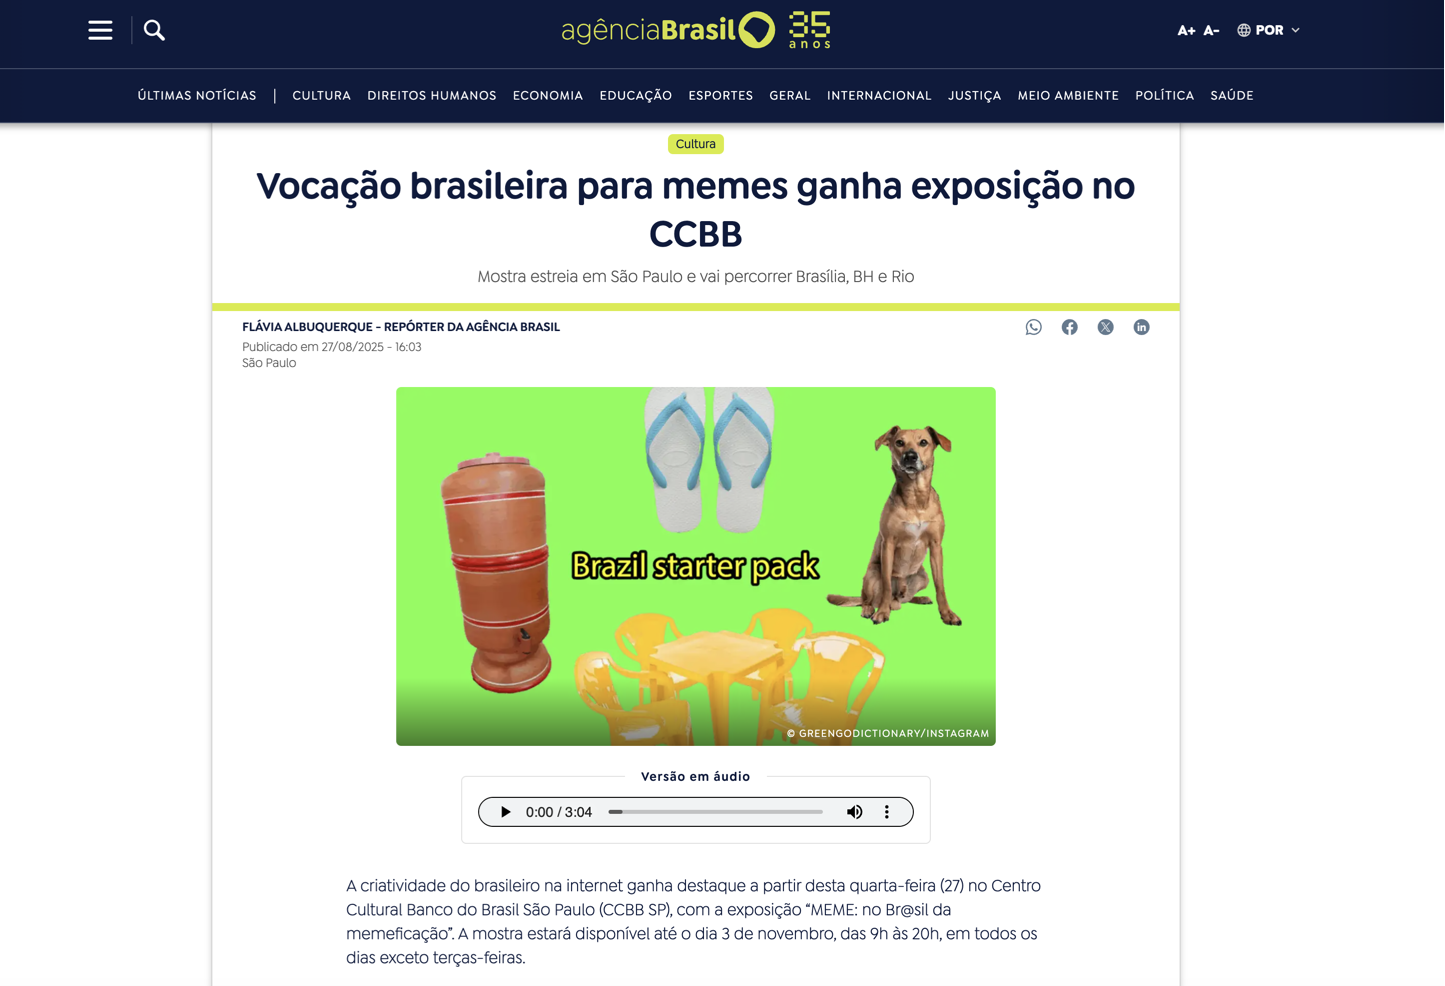 agênciaBrasil 35 anos
A+ A- POR
ÚLTIMAS NOTÍCIAS | CULTURA DIREITOS HUMANOS ECONOMIA EDUCAÇÃO ESPORTES GERAL INTERNACIONAL JUSTIÇA MEIO AMBIENTE POLÍTICA SAÚDE
Cultura
Vocação brasileira para memes ganha exposição no
CCBB
Mostra estreia em São Paulo e vai percorrer Brasília, BH e Rio
FLÁVIA ALBUQUERQUE - REPÓRTER DA AGÊNCIA BRASIL
Publicado em 27/08/2025 - 16:03
São Paulo
Brazil starter pack
© GREENGODICTIONARY/INSTAGRAM
Versão em áudio
0:00 / 3:04
A criatividade do brasileiro na internet ganha destaque a partir desta quarta-feira (27) no Centro
Cultural Banco do Brasil São Paulo (CCBB SP), com a exposição “MEME: no Br@sil da
memeficação”. A mostra estará disponível até o dia 3 de novembro, das 9h às 20h, em todos os
dias exceto terças-feiras.